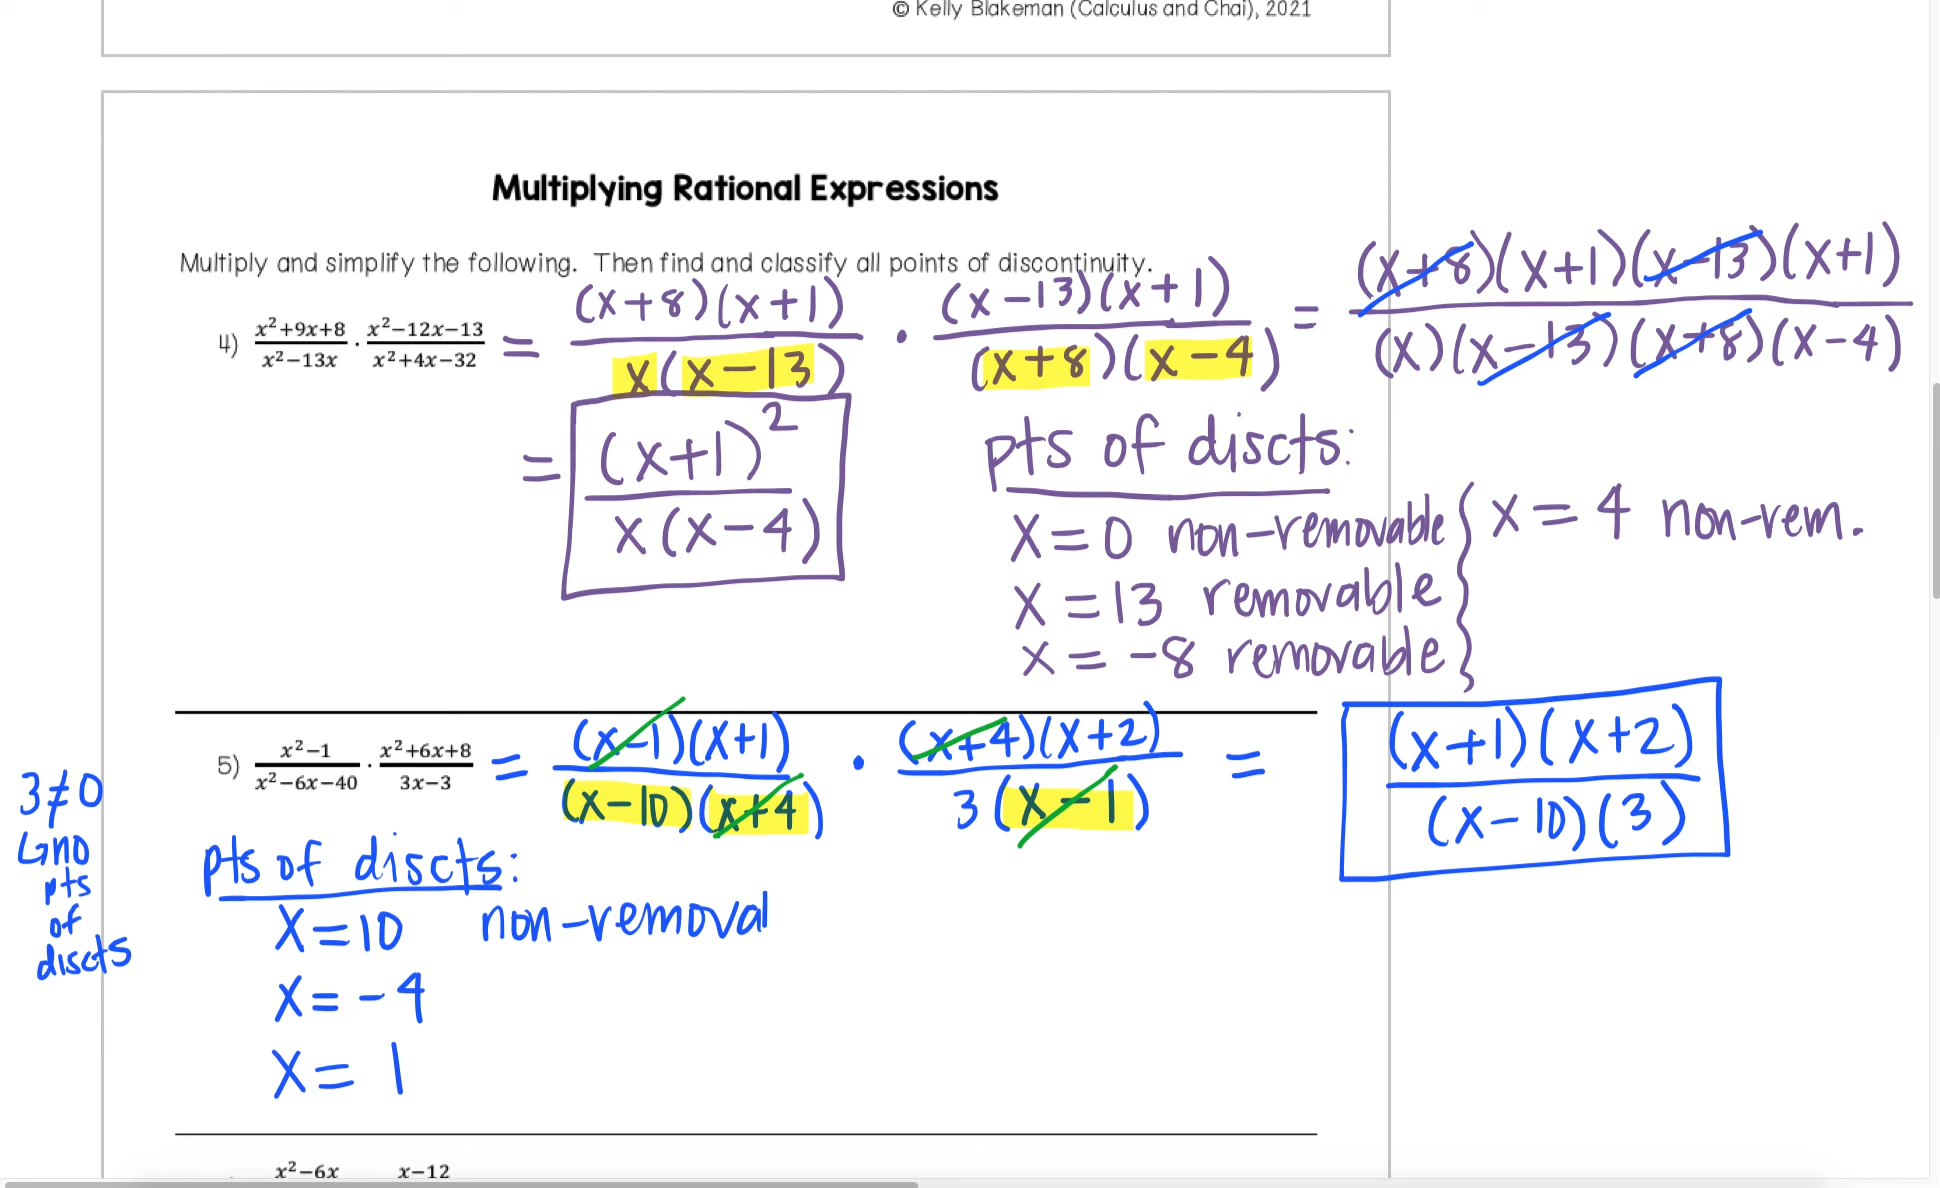 © Kelly Blakeman (Calculus and Chai), 2021
Multiplying Rational Expressions
Multiply and simplify the following. Then find and classify all points of discontinuity.
4) (x²+9x+8)/(x²−13x) · (x²−12x−13)/(x²+4x−32) = ((x+8)(x+1))/(x(x−13)) · ((x−13)(x+1))/((x+8)(x−4)) = ((x+8)(x+1)(x−13)(x+1))/((x)(x−13)(x+8)(x−4))
= (x+1)²/(x(x−4))
pts of discts:
x = 0 non-removable
x = 13 removable
x = −8 removable
x = 4 non-rem.
5) (x²−1)/(x²−6x−40) · (x²+6x+8)/(3x−3) = ((x−1)(x+1))/((x−10)(x+4)) · ((x+4)(x+2))/(3(x−1)) = ((x+1)(x+2))/((x−10)(3))
3≠0
↳no
pts
of
discts
pts of discts:
x=10 non-removal
x=−4
x= 1
x²−6x x−12